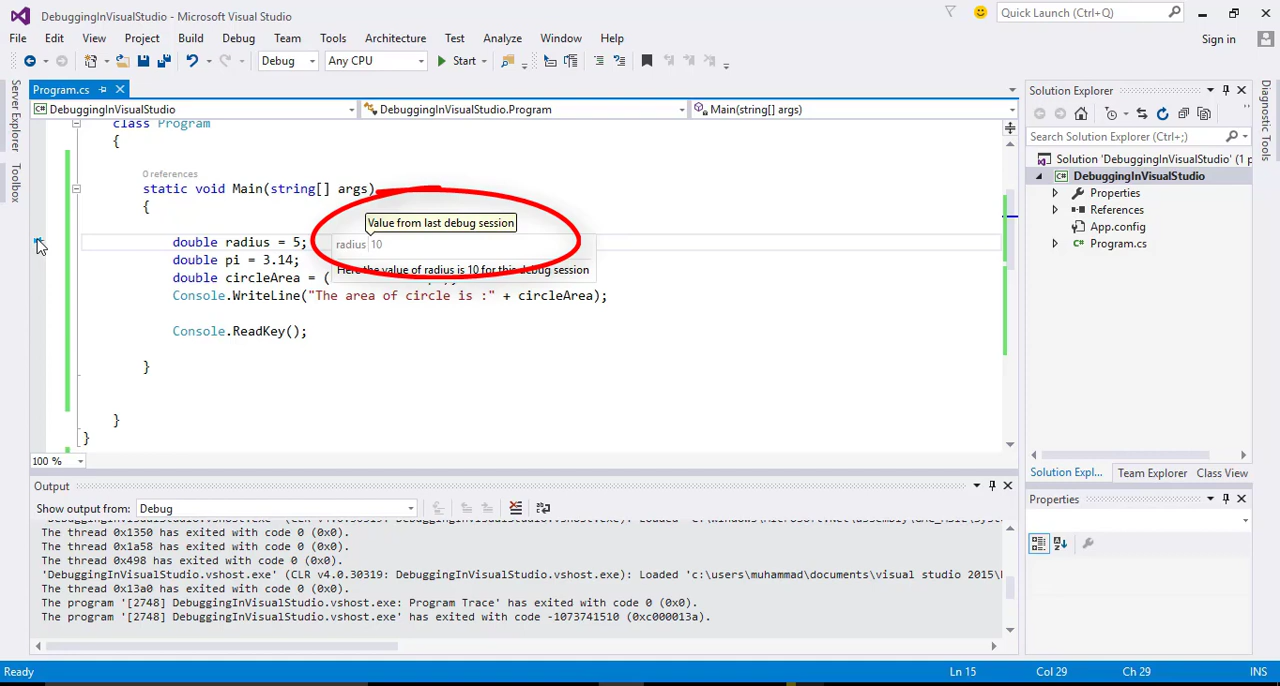 DebuggingInVisualStudio - Microsoft Visual Studio
Quick Launch (Ctrl+Q)
File Edit View Project Build Debug Team Tools Architecture Test Analyze Window Help
Sign in
Debug Any CPU Start
Server Explorer
Toolbox
Program.cs
DebuggingInVisualStudio DebuggingInVisualStudio.Program Main(string[] args)
class Program
{
0 references
static void Main(string[] args)
{
Value from last debug session
double radius = 5;
radius 10
double pi = 3.14;
double circleArea = (
Here the value of radius is 10 for this debug session
Console.WriteLine("The area of circle is :" + circleArea);
Console.ReadKey();
}
}
}
100 %
Output
Show output from: Debug
The thread 0x1350 has exited with code 0 (0x0).
The thread 0x1a58 has exited with code 0 (0x0).
The thread 0x498 has exited with code 0 (0x0).
'DebuggingInVisualStudio.vshost.exe' (CLR v4.0.30319: DebuggingInVisualStudio.vshost.exe): Loaded 'c:\users\muhammad\documents\visual studio 2015\
The thread 0x13a0 has exited with code 0 (0x0).
The program '[2748] DebuggingInVisualStudio.vshost.exe: Program Trace' has exited with code 0 (0x0).
The program '[2748] DebuggingInVisualStudio.vshost.exe' has exited with code -1073741510 (0xc000013a).
Solution Explorer
Search Solution Explorer (Ctrl+;)
Solution 'DebuggingInVisualStudio' (1 p
DebuggingInVisualStudio
Properties
References
App.config
Program.cs
Solution Expl... Team Explorer Class View
Properties
Diagnostic Tools
Ready
Ln 15 Col 29 Ch 29 INS